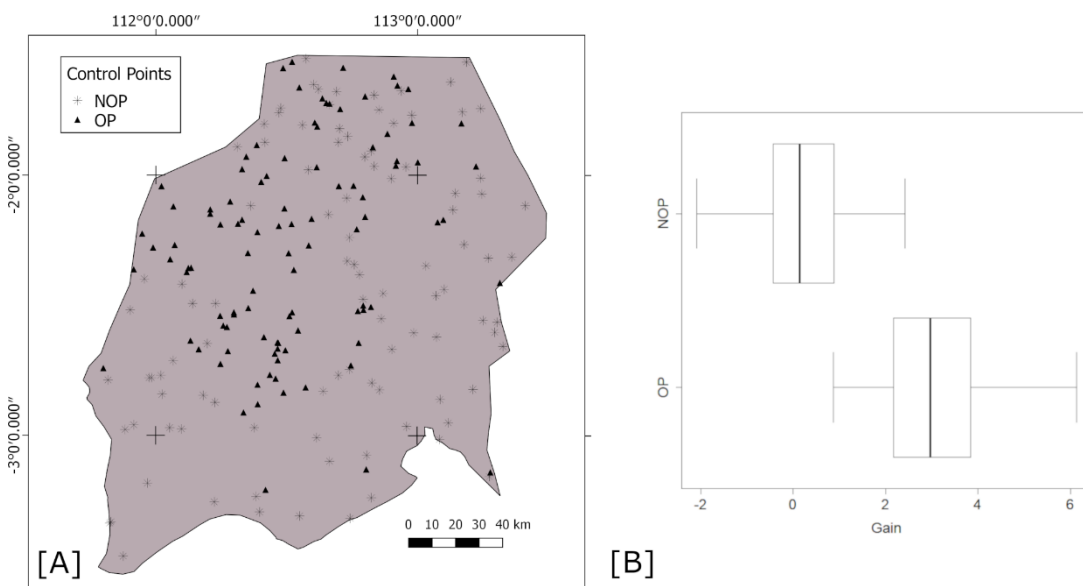 112°0'0.000" 113°0'0.000"
Control Points
NOP
OP
-2°0'0.000"
-3°0'0.000"
0 10 20 30 40 km
[A]
NOP
OP
-2 0 2 4 6
Gain
[B]